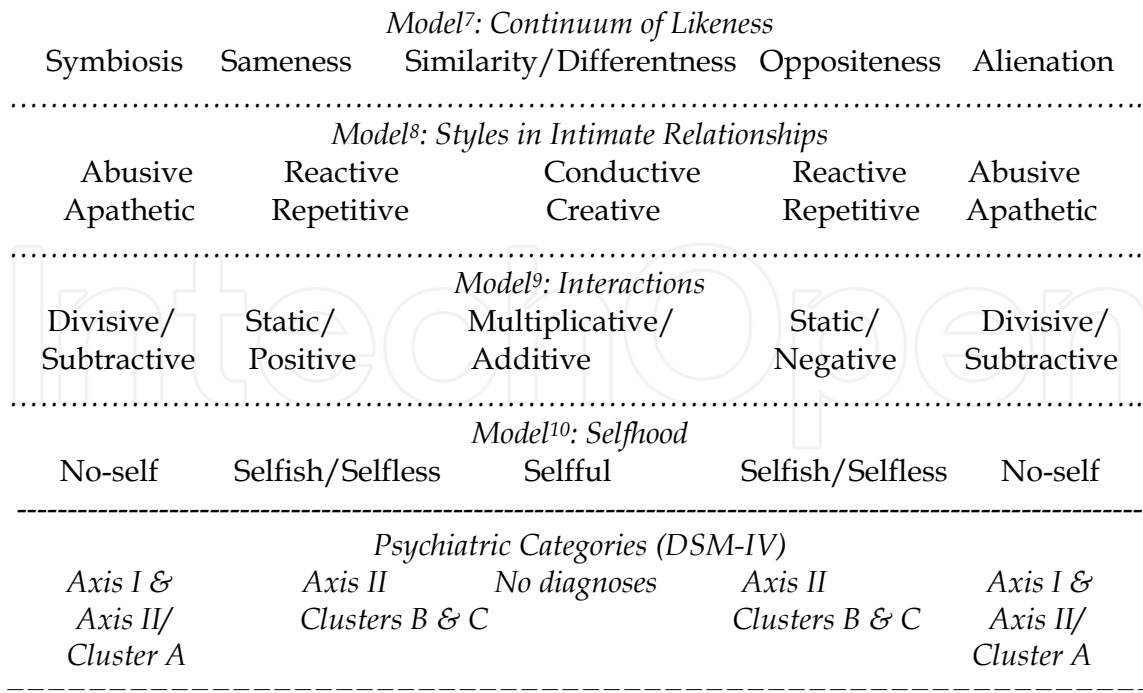 Model⁷: Continuum of Likeness
Symbiosis Sameness Similarity/Differentness Oppositeness Alienation
Model⁸: Styles in Intimate Relationships
Abusive Reactive Conductive Reactive Abusive
Apathetic Repetitive Creative Repetitive Apathetic
Model⁹: Interactions
Divisive/ Static/ Multiplicative/ Static/ Divisive/
Subtractive Positive Additive Negative Subtractive
Model¹⁰: Selfhood
No-self Selfish/Selfless Selfful Selfish/Selfless No-self
Psychiatric Categories (DSM-IV)
Axis I & Axis II No diagnoses Axis II Axis I &
Axis II/ Clusters B & C Clusters B & C Axis II/
Cluster A Cluster A
IntechOpen